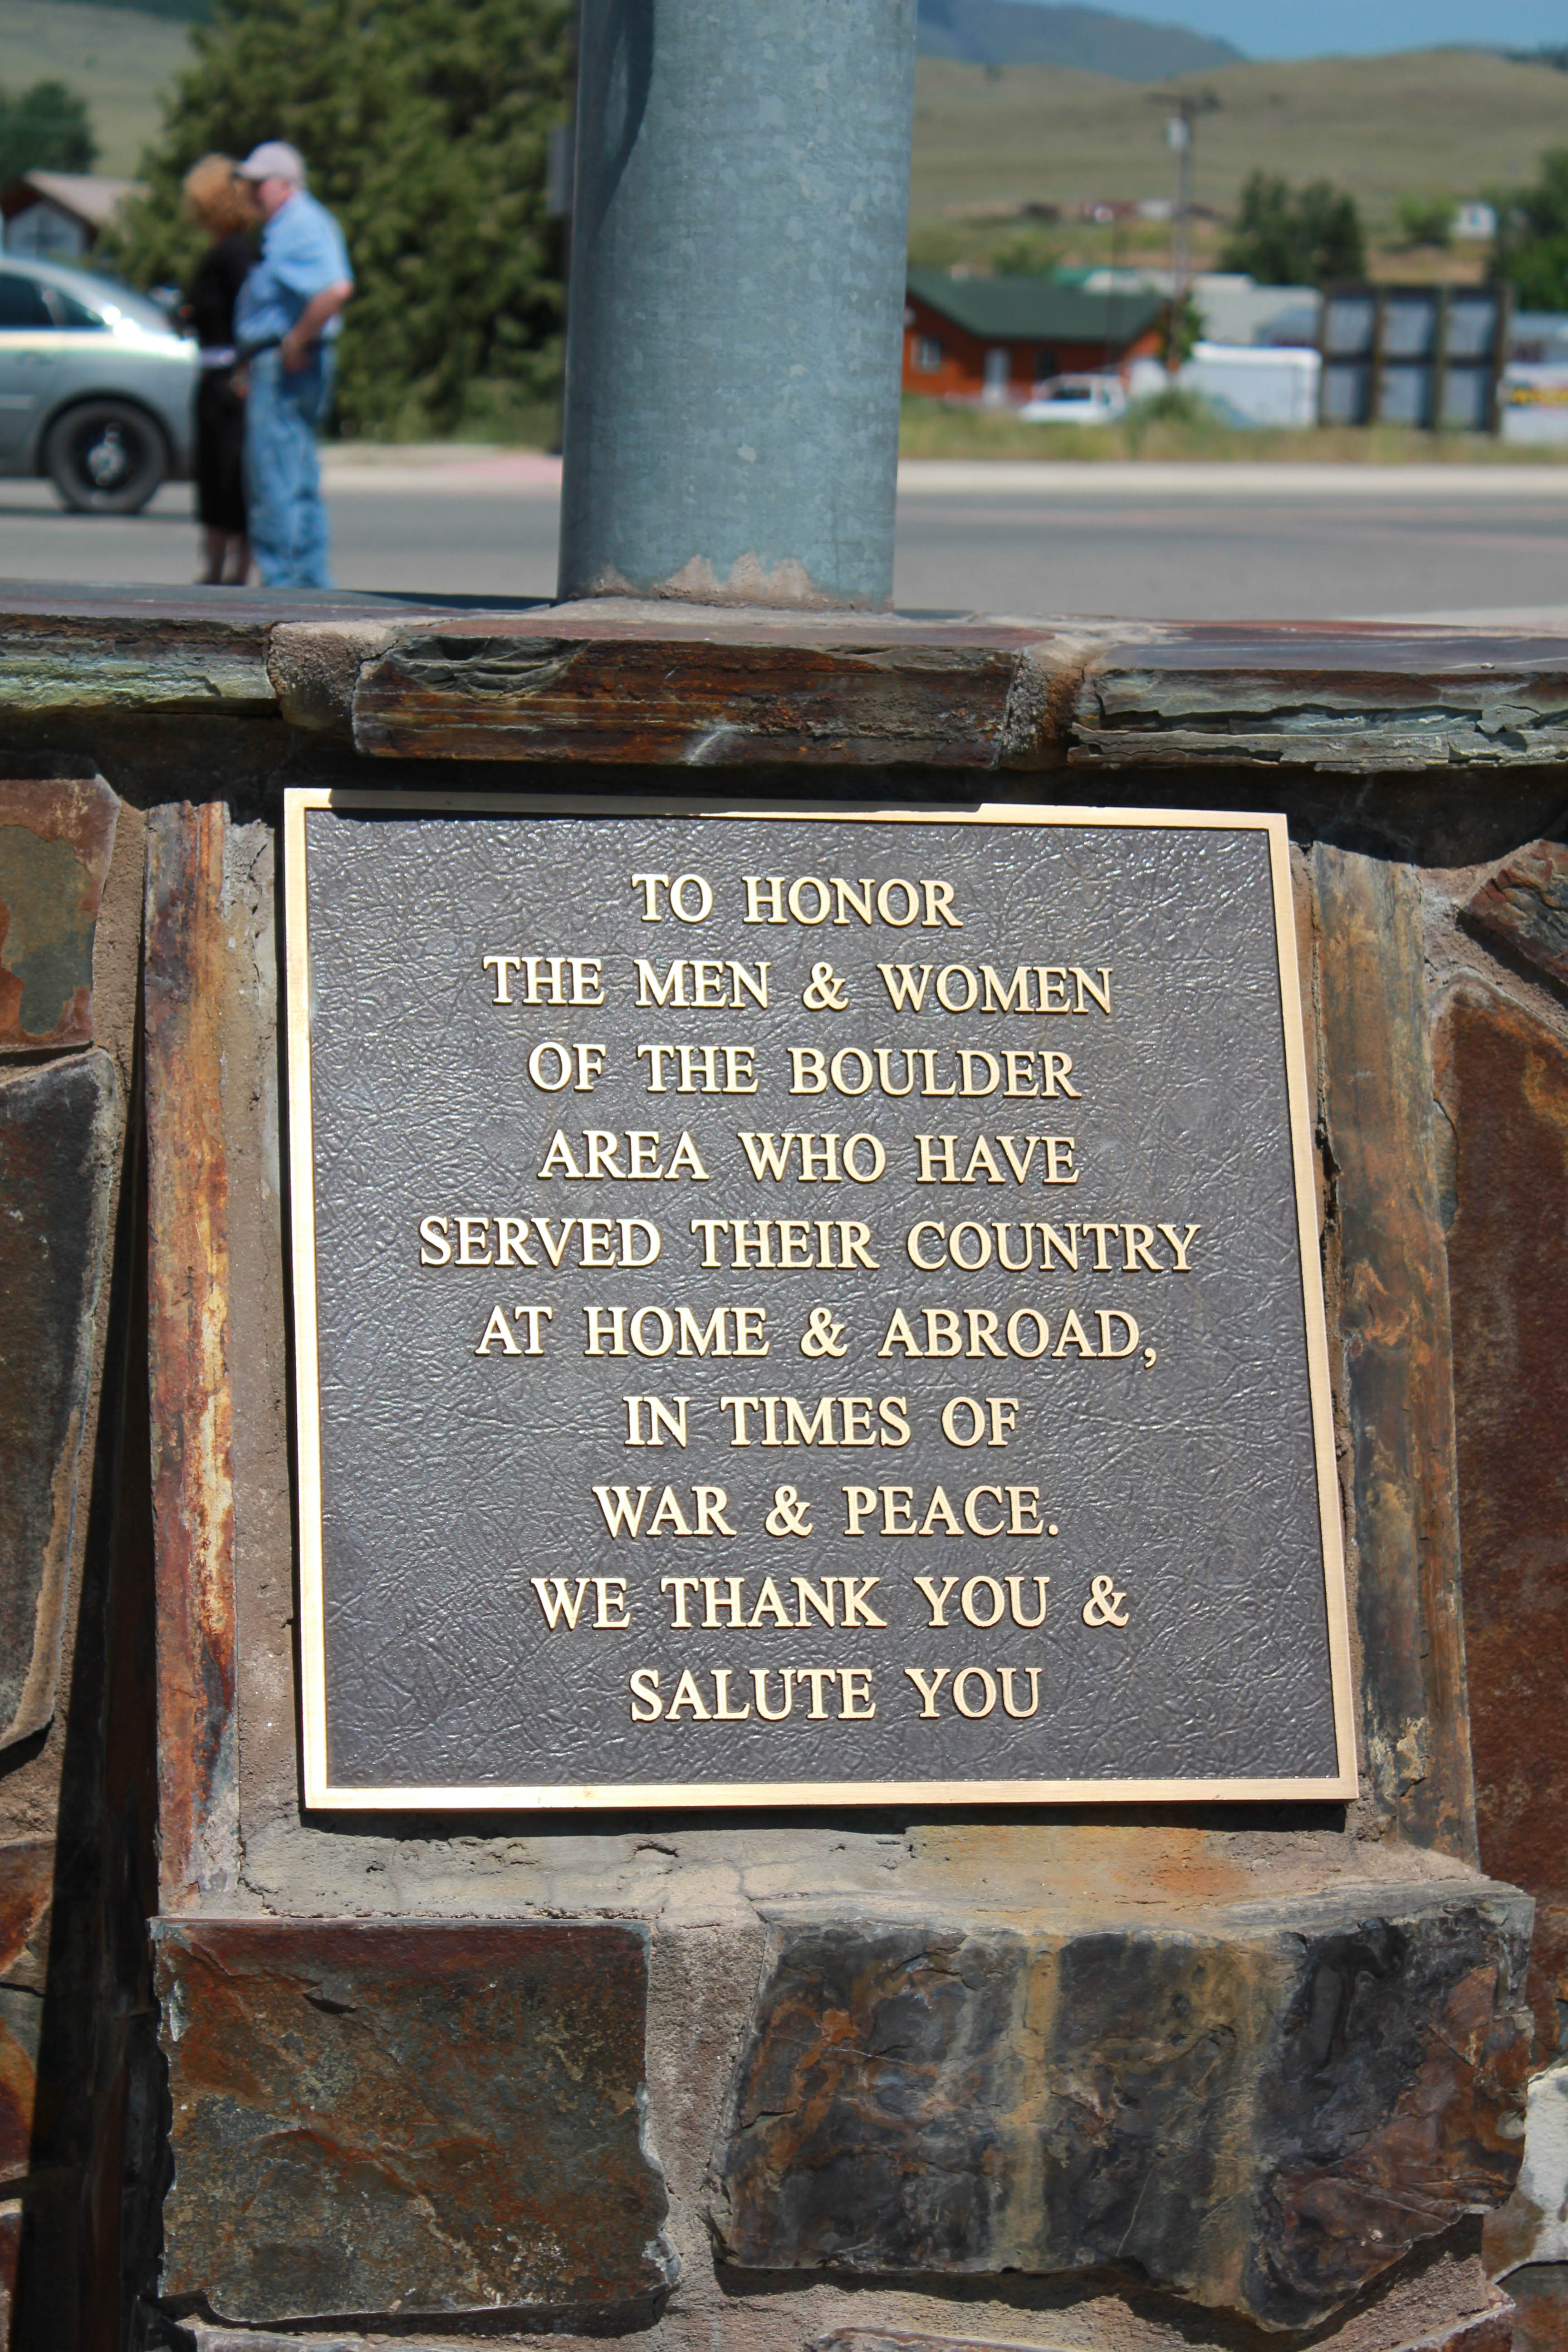 TO HONOR
THE MEN & WOMEN
OF THE BOULDER
AREA WHO HAVE
SERVED THEIR COUNTRY
AT HOME & ABROAD,
IN TIMES OF
WAR & PEACE.
WE THANK YOU &
SALUTE YOU